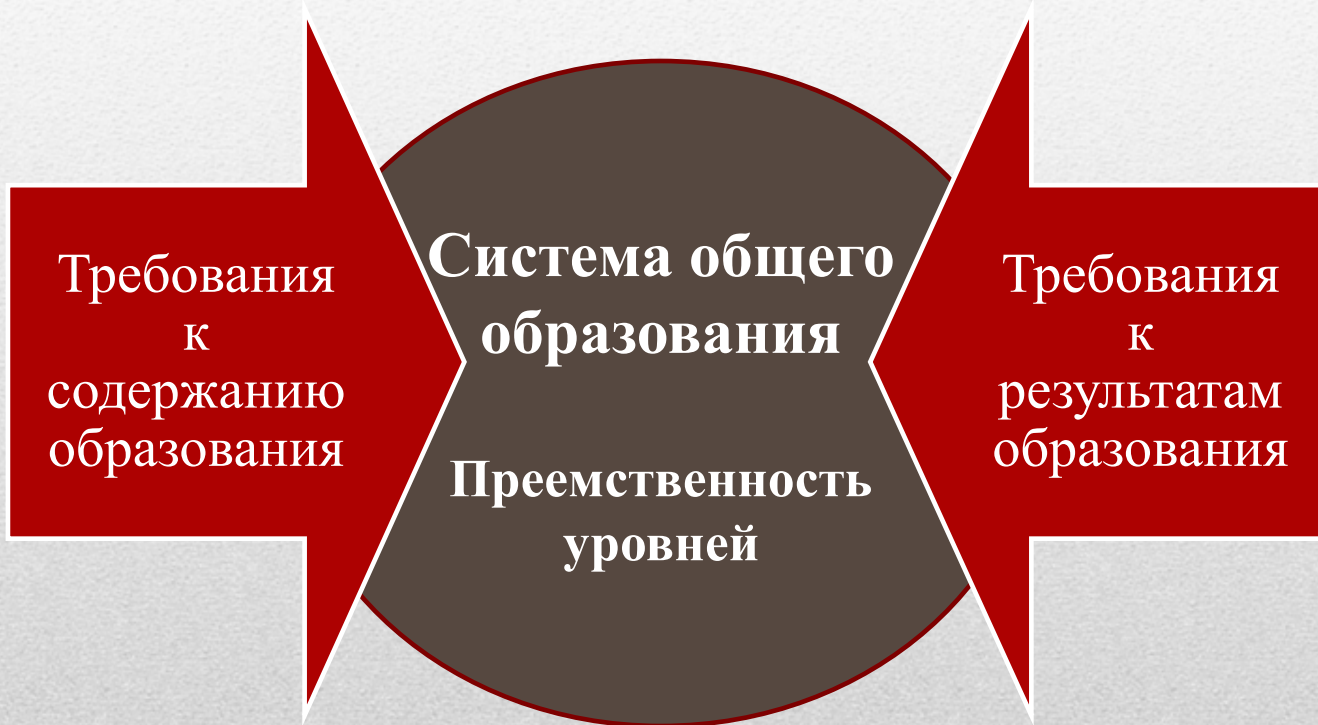 Требования
к
содержанию
образования
Система общего
образования
Преемственность
уровней
Требования
к
результатам
образования